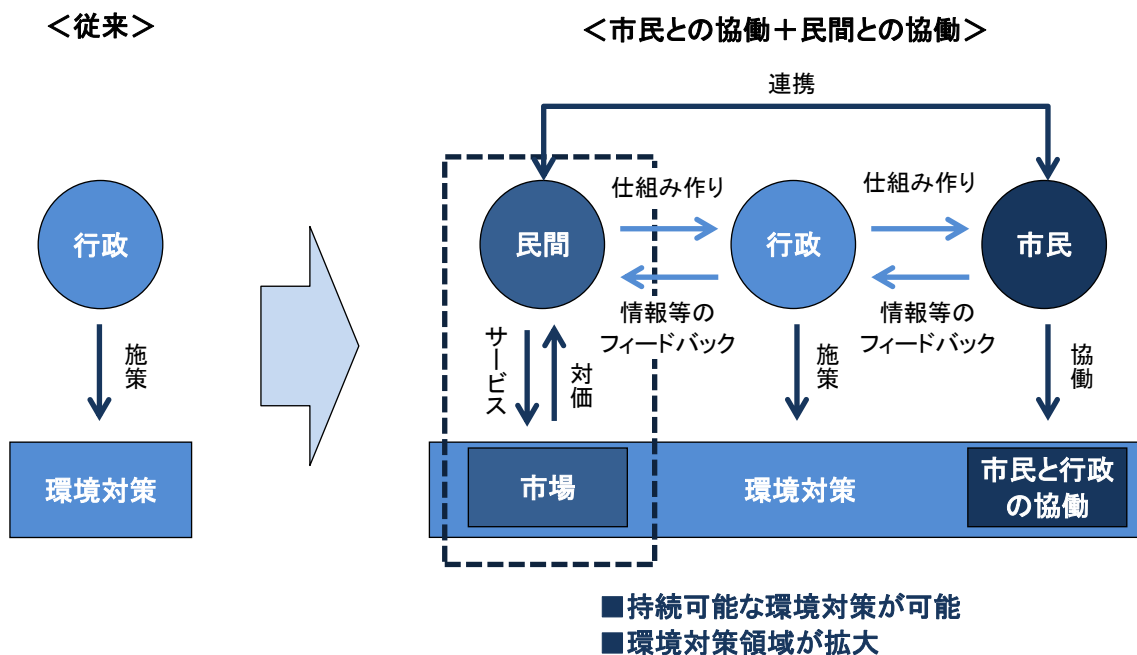 ＜従来＞
行政
施策
環境対策
＜市民との協働＋民間との協働＞
連携
民間
仕組み作り
行政
仕組み作り
市民
情報等の
フィードバック
情報等の
フィードバック
サービス
対価
施策
協働
市場
環境対策
市民と行政
の協働
■持続可能な環境対策が可能
■環境対策領域が拡大